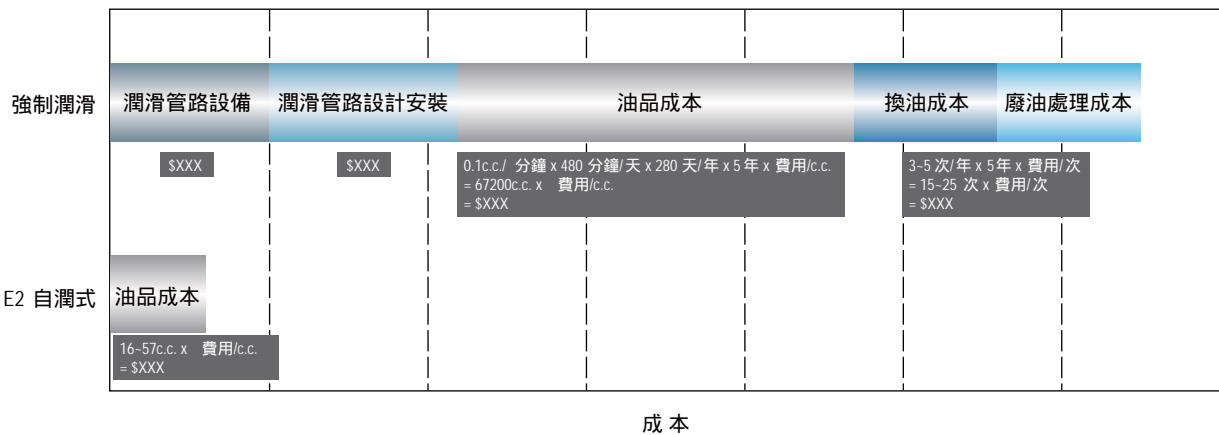 強制潤滑
潤滑管路設備
潤滑管路設計安裝
油品成本
換油成本
廢油處理成本
$XXX
$XXX
0.1c.c./ 分鐘 x 480 分鐘/天 x 280 天/年 x 5 年 x 費用/c.c.
= 67200c.c. x 費用/c.c.
= $XXX
3~5 次/年 x 5年 x 費用/次
= 15~25 次 x 費用/次
= $XXX
E2 自潤式
油品成本
16~57c.c. x 費用/c.c.
= $XXX
成 本